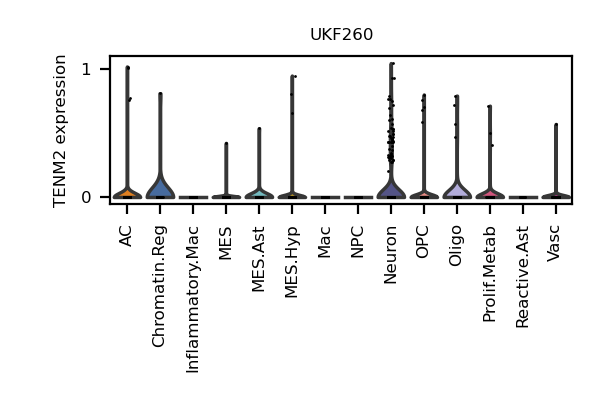 UKF260
TENM2 expression
1
0
AC
Chromatin.Reg
Inflammatory.Mac
MES
MES.Ast
MES.Hyp
Mac
NPC
Neuron
OPC
Oligo
Prolif.Metab
Reactive.Ast
Vasc